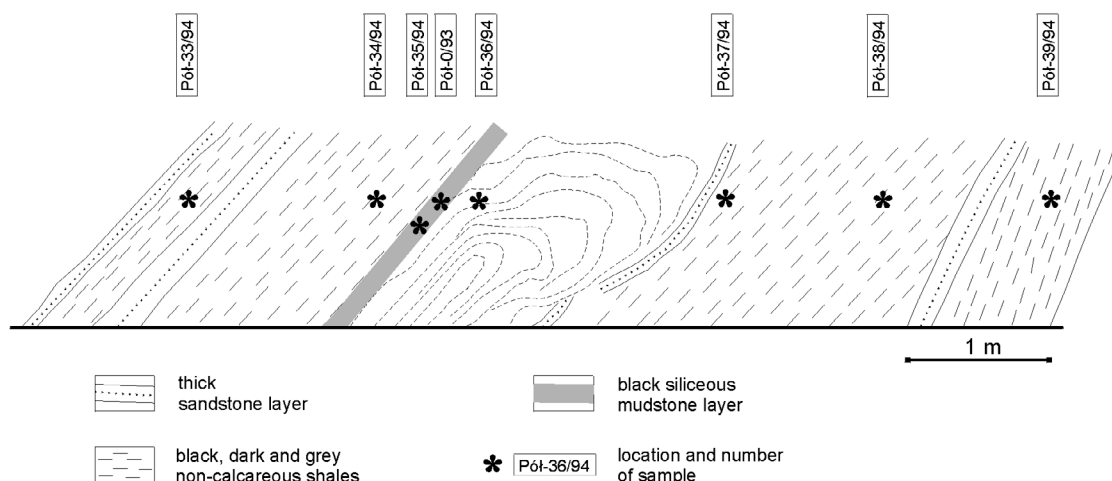 Pół-33/94
Pół-34/94
Pół-35/94
Pół-0/93
Pół-36/94
Pół-37/94
Pół-38/94
Pół-39/94
1 m
thick
sandstone layer
black siliceous
mudstone layer
black, dark and grey
non-calcareous shales
Pół-36/94
location and number
of sample